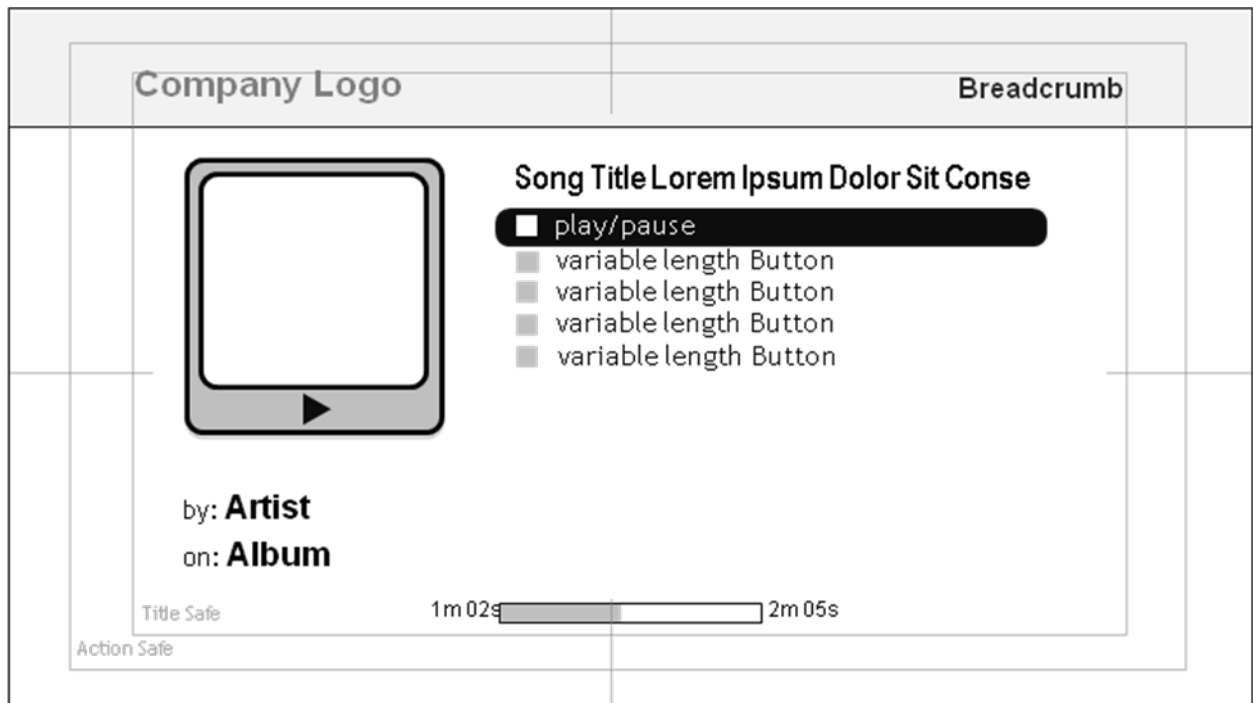 Company Logo
Breadcrumb
Song Title Lorem Ipsum Dolor Sit Conse
play/pause
variable length Button
variable length Button
variable length Button
variable length Button
by: Artist
on: Album
Title Safe
1m 02s
2m 05s
Action Safe